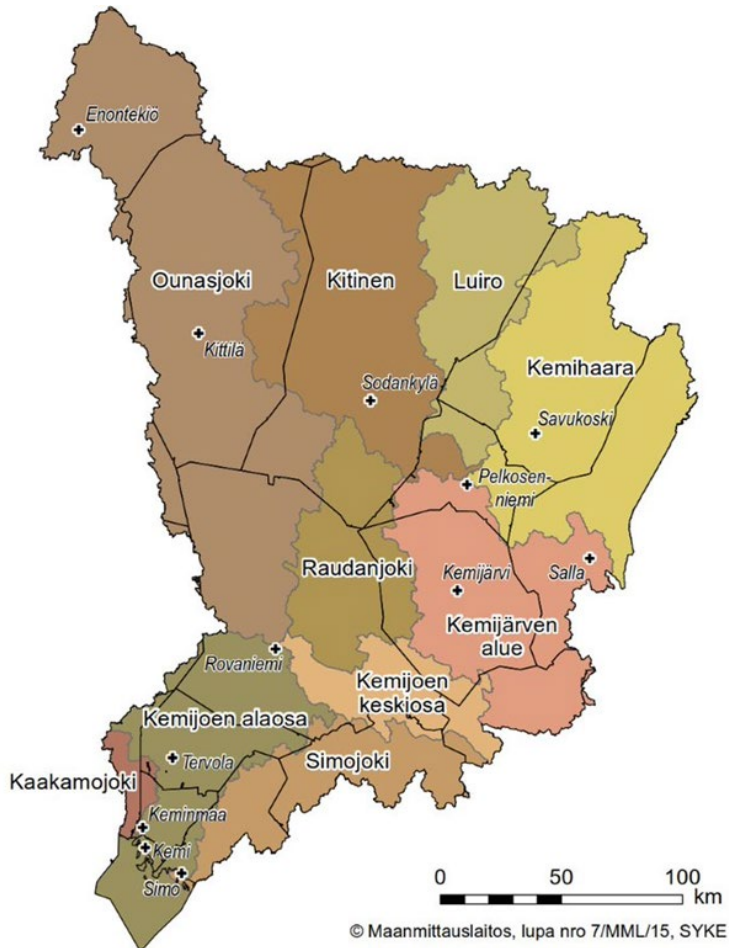 Enontekiö
Ounasjoki
Kitinen
Luiro
Kittilä
Kemihaara
Sodankylä
Savukoski
Pelkosen-
niemi
Raudanjoki
Kemijärvi
Salla
Kemijärven
alue
Rovaniemi
Kemijoen
keskiosa
Kemijoen alaosa
Tervola
Simojoki
Kaakamojoki
Keminmaa
Kemi
Simo
0 50 100
km
© Maanmittauslaitos, lupa nro 7/MML/15, SYKE